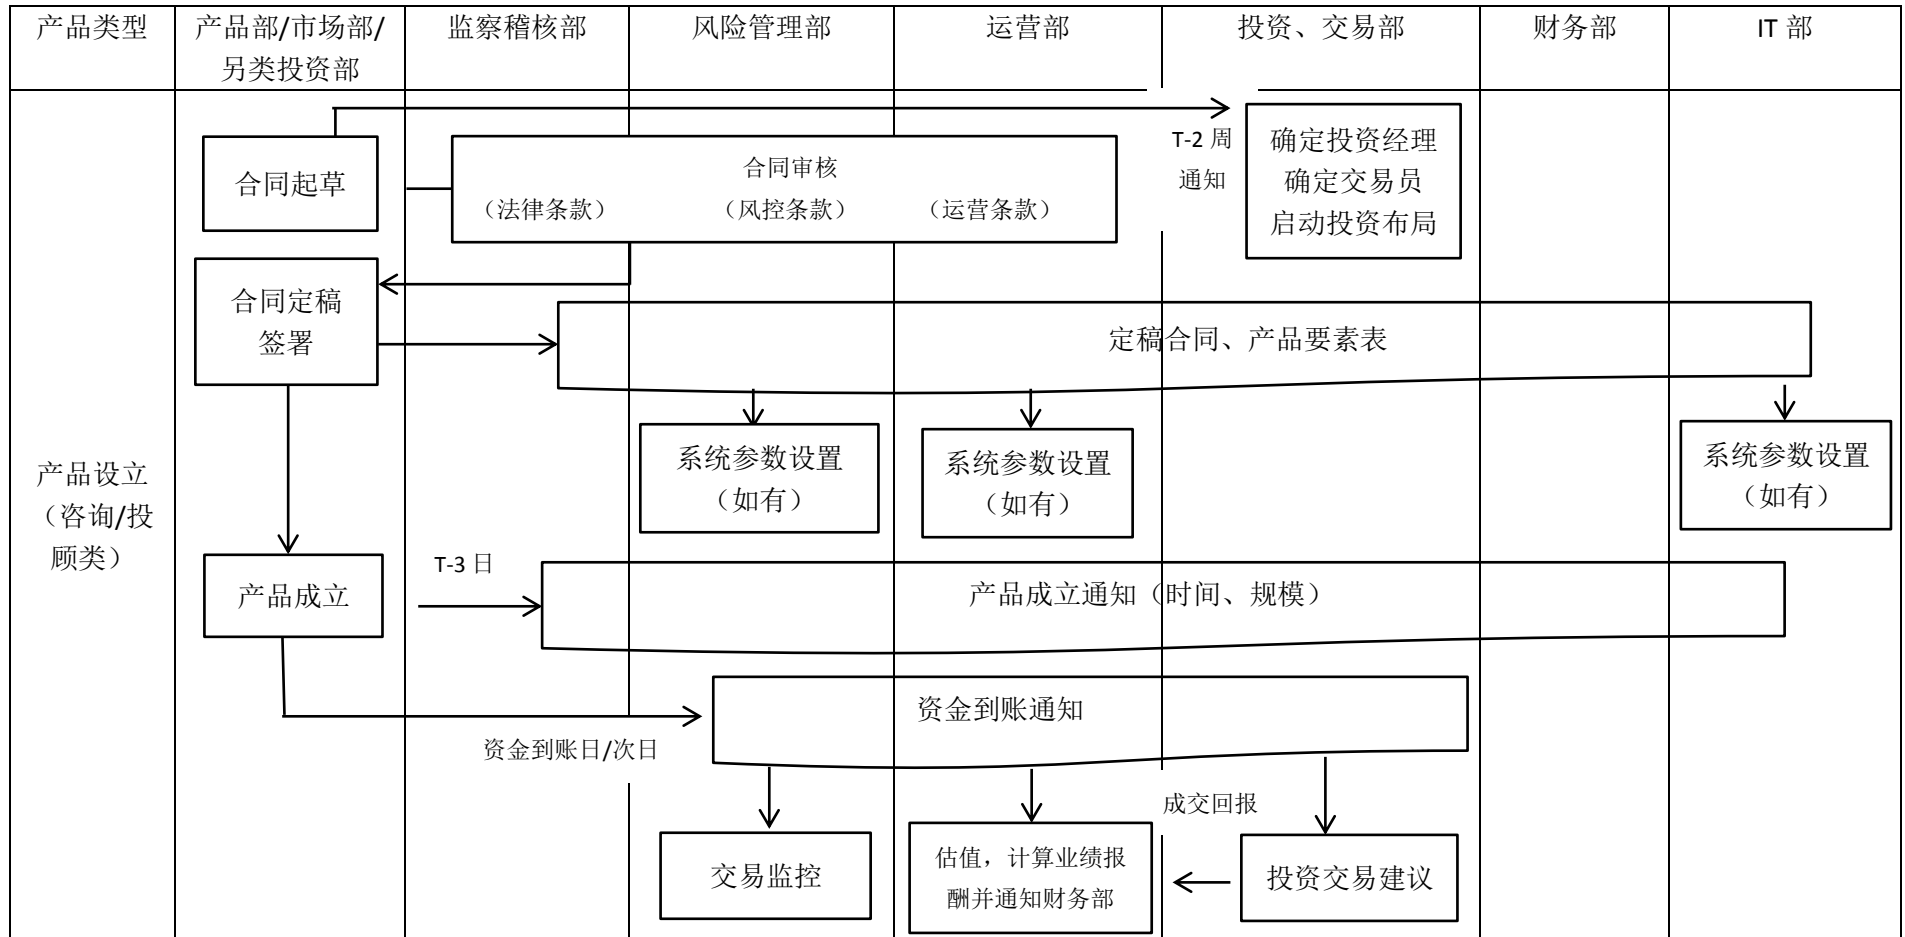 产品类型
产品部/市场部/
另类投资部
监察稽核部
风险管理部
运营部
投资、交易部
财务部
IT 部
产品设立
（咨询/投
顾类）
合同起草
合同审核
（法律条款）
（风控条款）
（运营条款）
T-2 周
通知
确定投资经理
确定交易员
启动投资布局
合同定稿
签署
定稿合同、产品要素表
系统参数设置
（如有）
系统参数设置
（如有）
系统参数设置
（如有）
产品成立
T-3 日
产品成立通知（时间、规模）
资金到账通知
资金到账日/次日
成交回报
交易监控
估值，计算业绩报
酬并通知财务部
投资交易建议